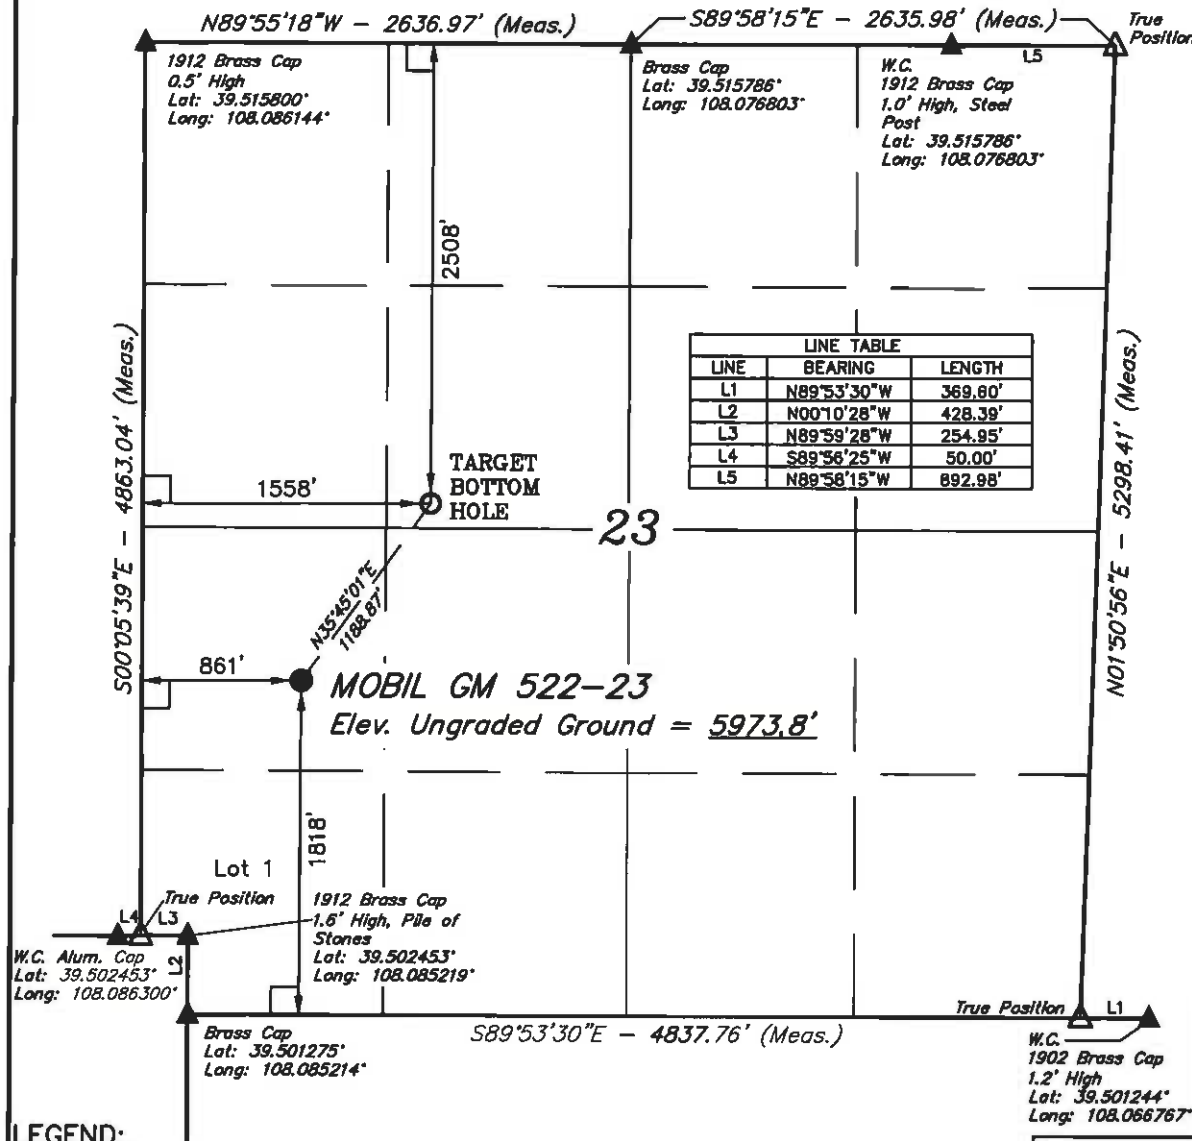 N89°55'18"W - 2636.97' (Meas.)
S89°58'15"E - 2635.98' (Meas.)
True
Position
1912 Brass Cap
0.5' High
Lat: 39.515800°
Long: 108.086144°
Brass Cap
Lat: 39.515786°
Long: 108.076803°
W.C.
1912 Brass Cap
1.0' High, Steel
Post
Lat: 39.515786°
Long: 108.076803°
L5
2508'
S00°05'39"E - 4863.04' (Meas.)
LINE TABLE
LINE BEARING LENGTH
L1 N89°53'30"W 369.80'
L2 N00°10'28"W 428.39'
L3 N89°59'28"W 254.95'
L4 S89°56'25"W 50.00'
L5 N89°58'15"W 892.98'
N01°50'56"E - 5298.41' (Meas.)
TARGET
BOTTOM
HOLE
1558'
23
N35°45'01"E
1188.87'
861'
MOBIL GM 522-23
Elev. Ungraded Ground = 5973.8'
1818'
Lot 1
True Position
1912 Brass Cap
1.6' High, Pile of
Stones
Lat: 39.502453°
Long: 108.085219°
L4 L3
L2
W.C. Alum. Cap
Lat: 39.502453°
Long: 108.086300°
Brass Cap
Lat: 39.501275°
Long: 108.085214°
S89°53'30"E - 4837.76' (Meas.)
True Position
L1
W.C.
1902 Brass Cap
1.2' High
Lat: 39.501244°
Long: 108.066767°
LEGEND: